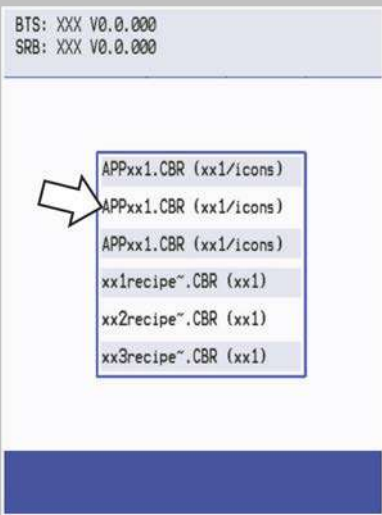 BTS: XXX V0.0.000
SRB: XXX V0.0.000
APPxx1.CBR (xx1/icons)
APPxx1.CBR (xx1/icons)
APPxx1.CBR (xx1/icons)
xx1recipe~.CBR (xx1)
xx2recipe~.CBR (xx1)
xx3recipe~.CBR (xx1)